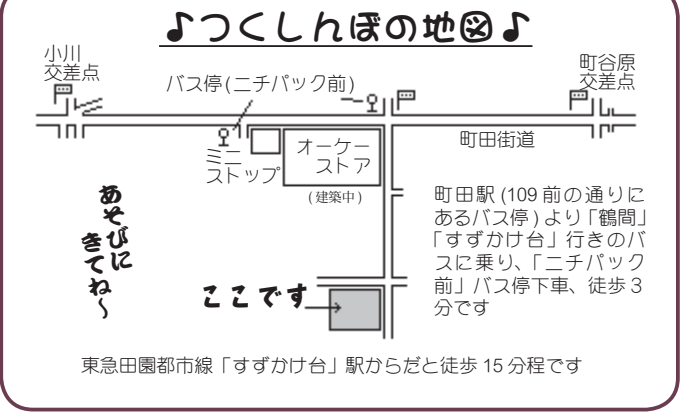 ♪つくしんぼの地図♪
小川
交差点
バス停(ニチパック前)
町谷原
交差点
町田街道
ミニ
ストップ
オーケー
ストア
(建築中)
あそびに
きてね～
町田駅(109前の通りに
あるバス停)より「鶴間」
「すずかけ台」行きのバ
スに乗り、「ニチパック
前」バス停下車、徒歩3
分です
ここです
東急田園都市線「すずかけ台」駅からだと徒歩15分程です